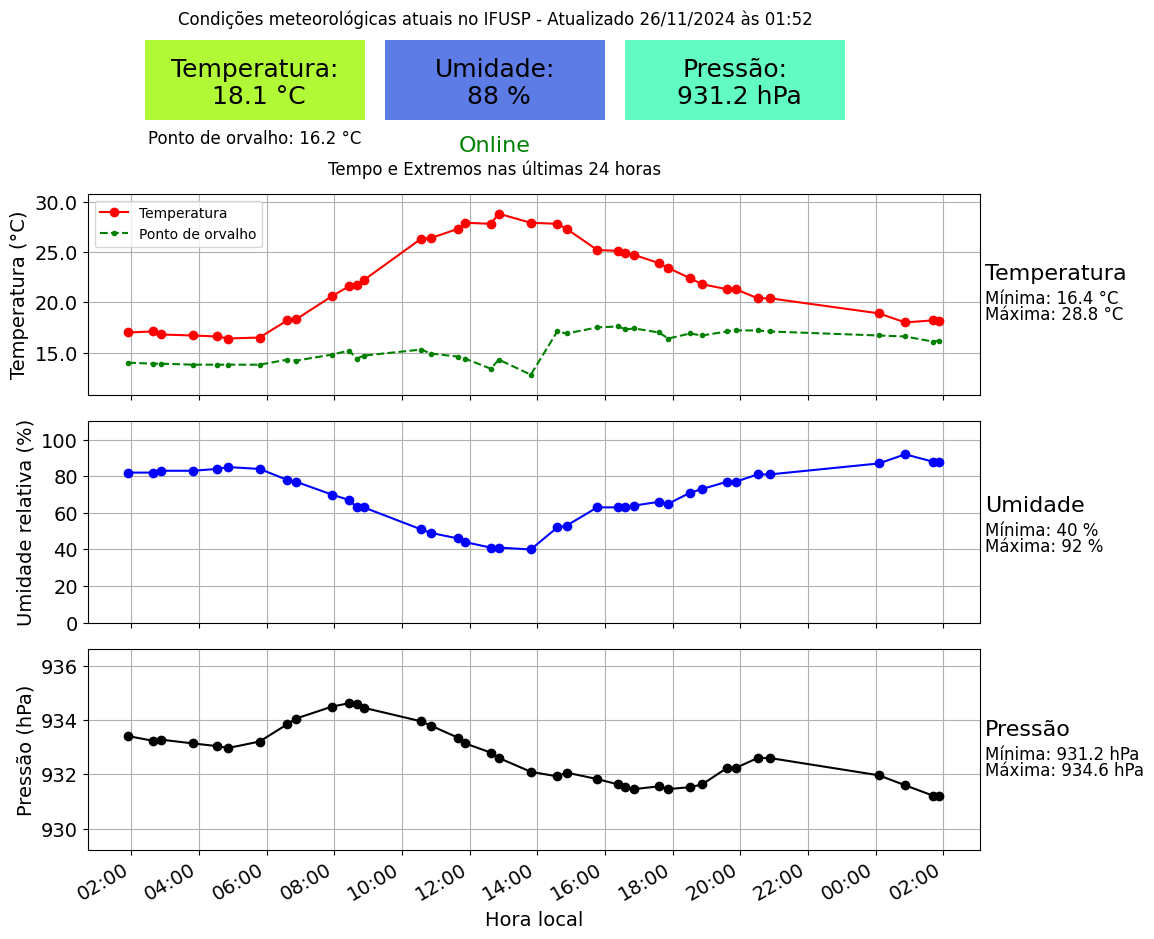 Condições meteorológicas atuais no IFUSP - Atualizado 26/11/2024 às 01:52
Temperatura:
18.1 °C
Umidade:
88 %
Pressão:
931.2 hPa
Ponto de orvalho: 16.2 °C
Online
Tempo e Extremos nas últimas 24 horas
Temperatura (°C)
30.0
25.0
20.0
15.0
Temperatura
Ponto de orvalho
Temperatura
Mínima: 16.4 °C
Máxima: 28.8 °C
Umidade relativa (%)
100
80
60
40
20
0
Umidade
Mínima: 40 %
Máxima: 92 %
Pressão (hPa)
936
934
932
930
Pressão
Mínima: 931.2 hPa
Máxima: 934.6 hPa
02:00
04:00
06:00
08:00
10:00
12:00
14:00
16:00
18:00
20:00
22:00
00:00
02:00
Hora local